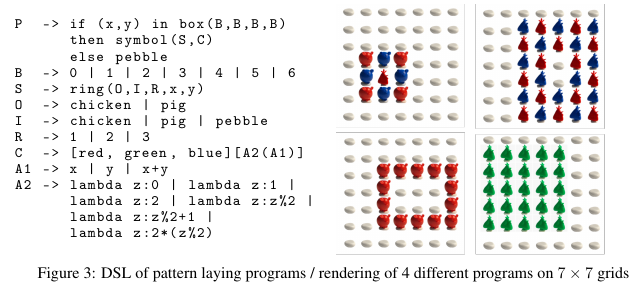 P -> if (x,y) in box(B,B,B,B)
then symbol(S,C)
else pebble
B -> 0 | 1 | 2 | 3 | 4 | 5 | 6
S -> ring(O,I,R,x,y)
O -> chicken | pig
I -> chicken | pig | pebble
R -> 1 | 2 | 3
C -> [red, green, blue][A2(A1)]
A1 -> x | y | x+y
A2 -> lambda z:0 | lambda z:1 |
lambda z:2 | lambda z:z%2 |
lambda z:z%2+1 |
lambda z:2*(z%2)
Figure 3: DSL of pattern laying programs / rendering of 4 different programs on 7 × 7 grids